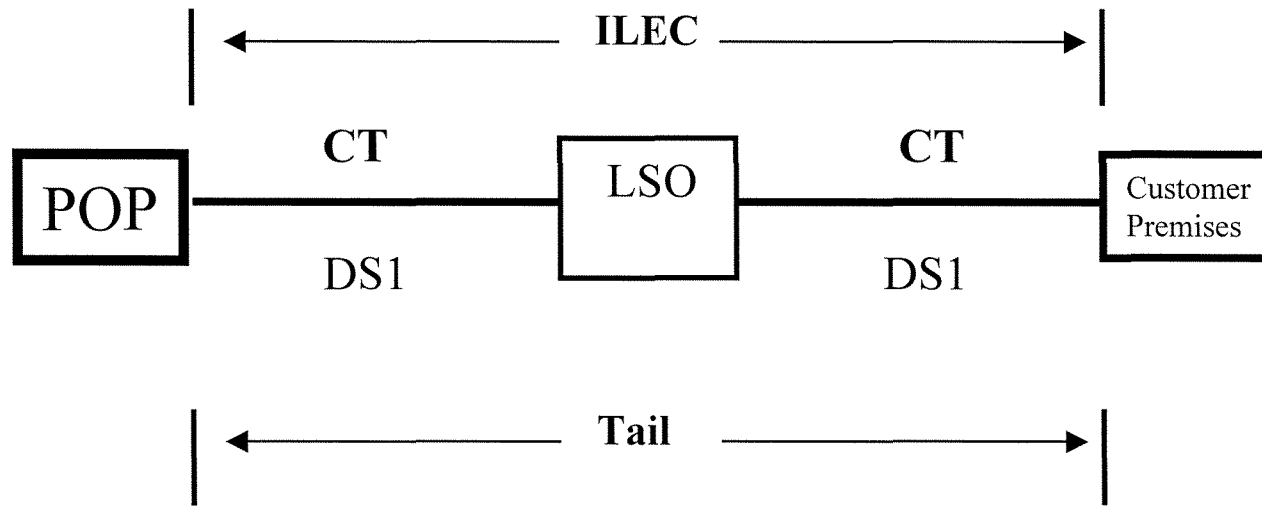 ILEC
CT
CT
POP
LSO
Customer
Premises
DS1
DS1
Tail